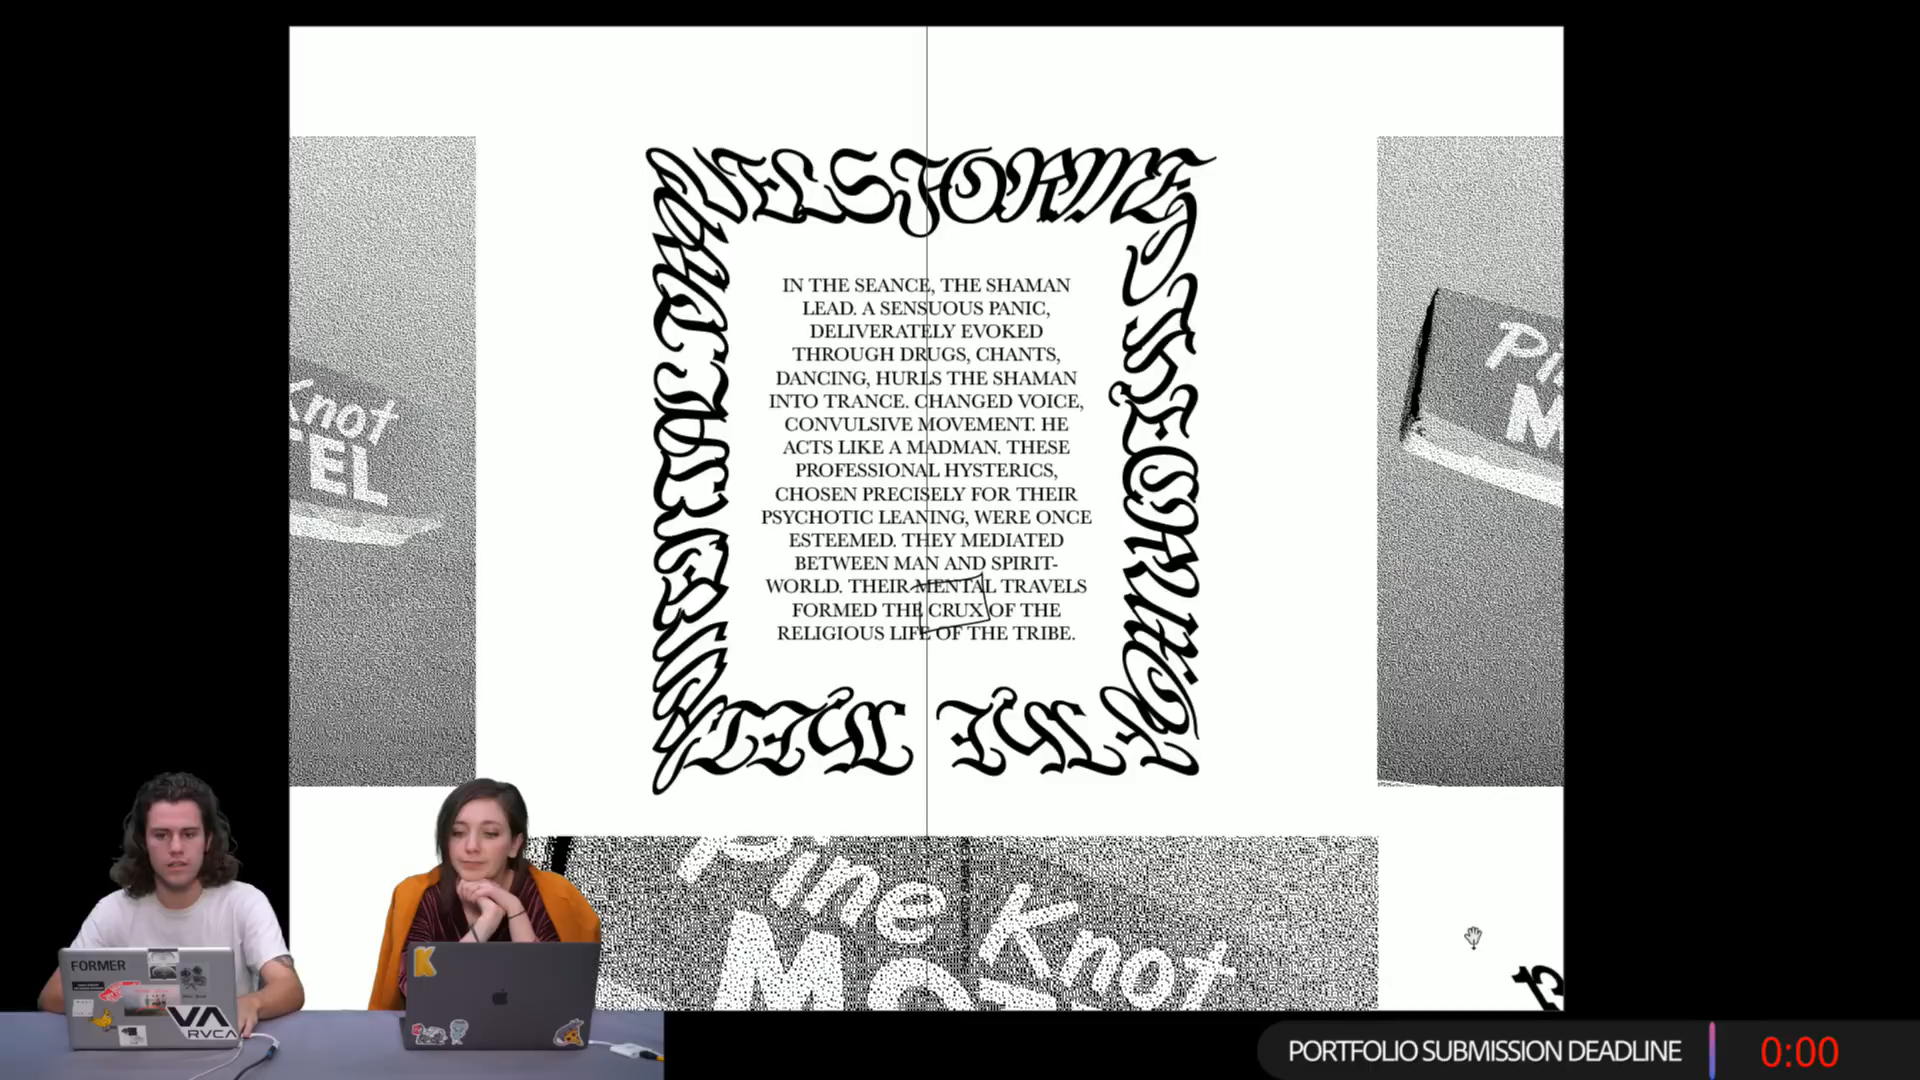 IN THE SEANCE, THE SHAMAN
LEAD. A SENSUOUS PANIC,
DELIVERATELY EVOKED
THROUGH DRUGS, CHANTS,
DANCING, HURLS THE SHAMAN
INTO TRANCE. CHANGED VOICE,
CONVULSIVE MOVEMENT. HE
ACTS LIKE A MADMAN. THESE
PROFESSIONAL HYSTERICS,
CHOSEN PRECISELY FOR THEIR
PSYCHOTIC LEANING, WERE ONCE
ESTEEMED. THEY MEDIATED
BETWEEN MAN AND SPIRIT-
WORLD. THEIR MENTAL TRAVELS
FORMED THE CRUX OF THE
RELIGIOUS LIFE OF THE TRIBE.
Knot
EL
Pi
M
Pine Knot
MOT
FORMER
VA
RVCA
K
PORTFOLIO SUBMISSION DEADLINE
0:00